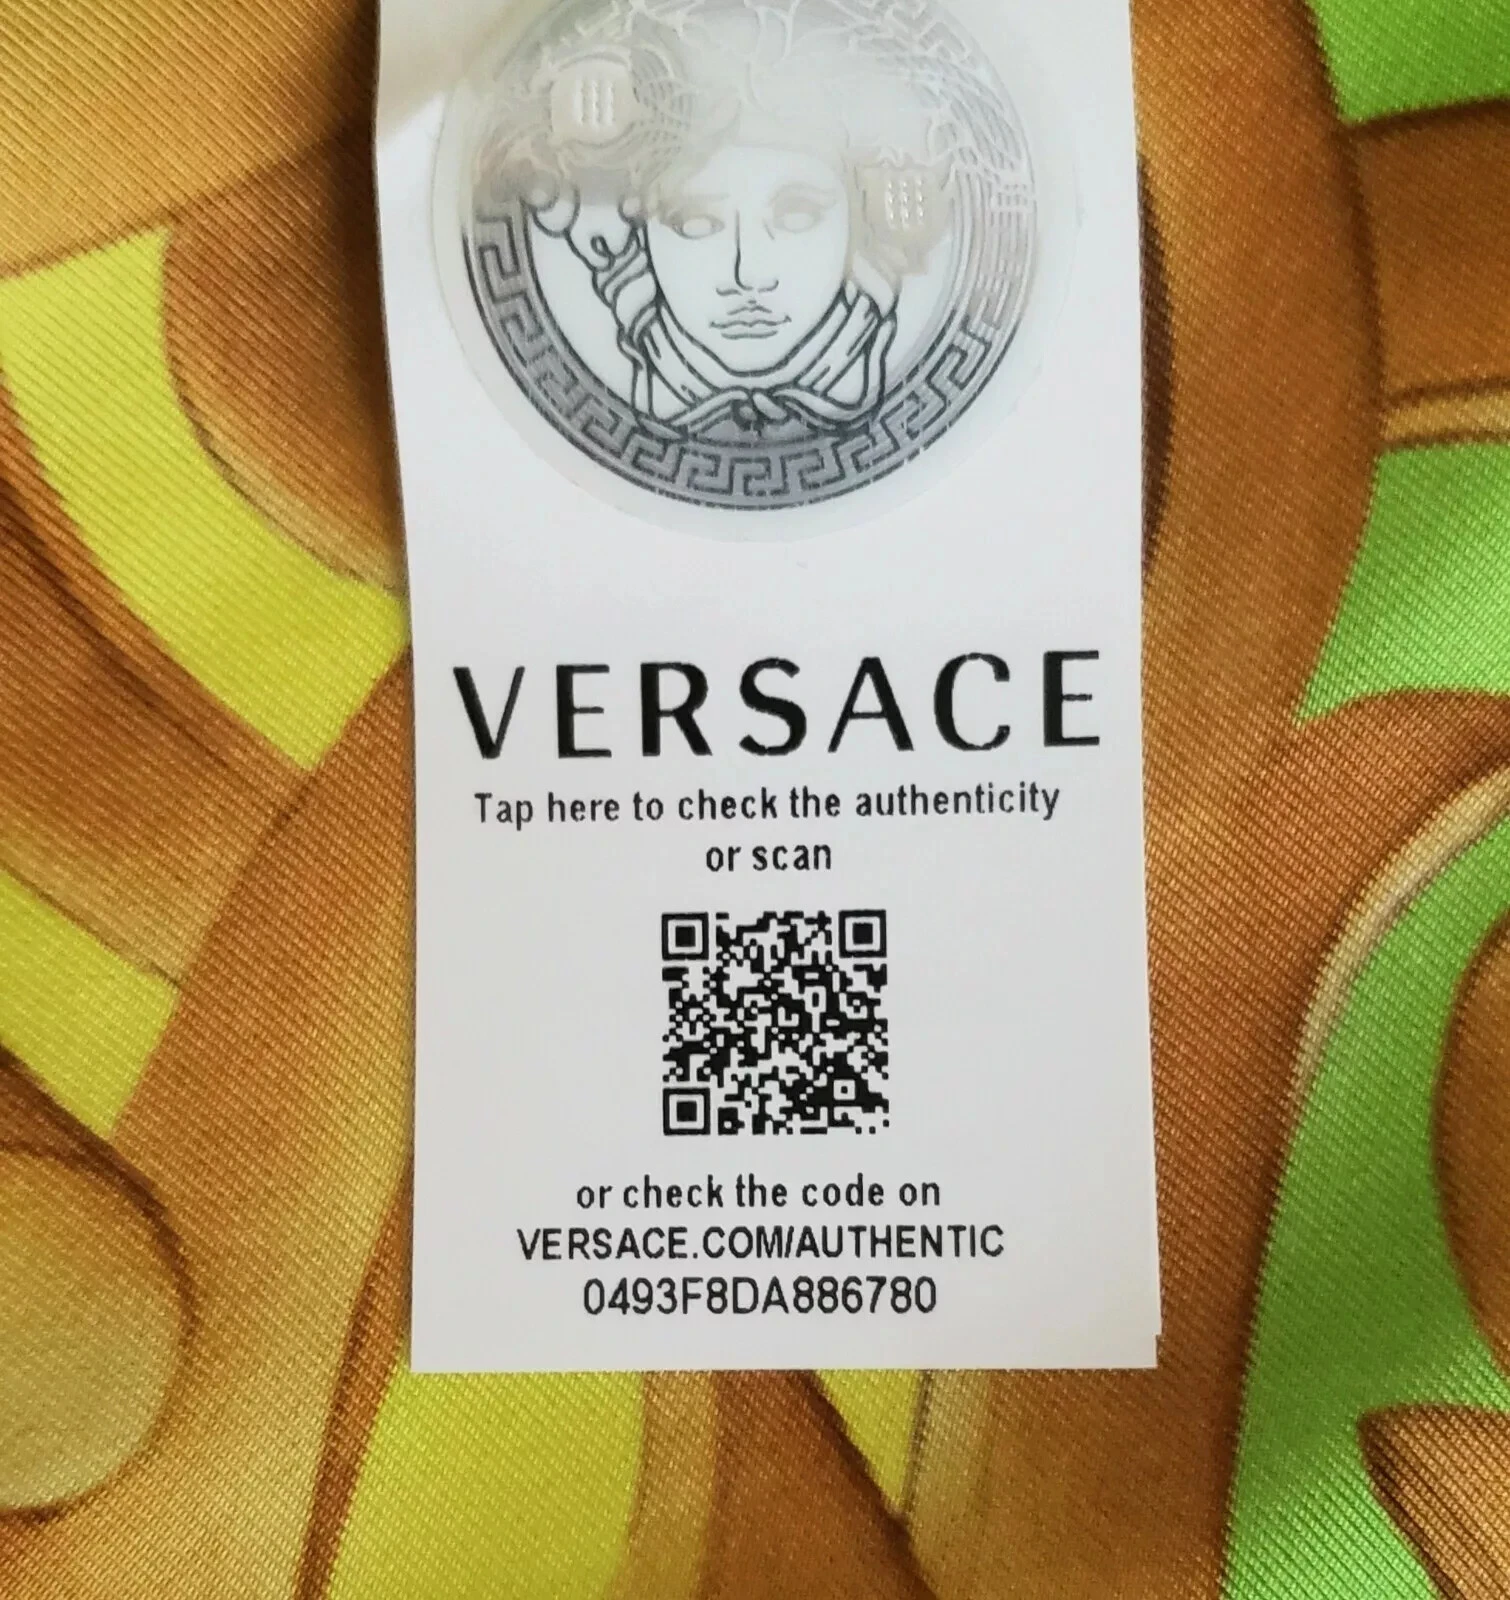 VERSACE
Tap here to check the authenticity
or scan
or check the code on
VERSACE.COM/AUTHENTIC
0493F8DA886780